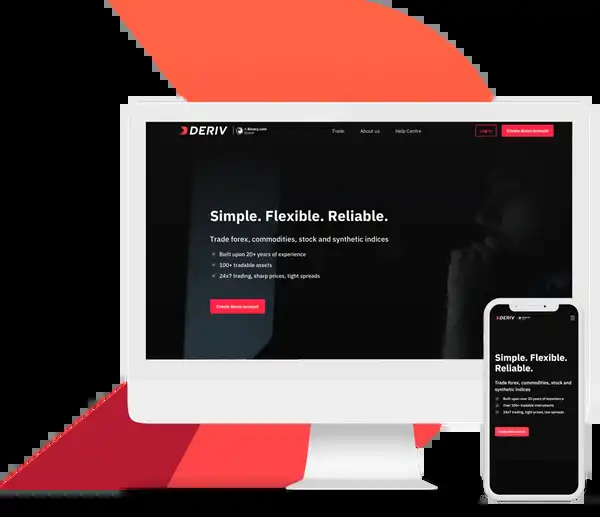 DERIV
A Binary.com
brand
Trade
About us
Help Centre
Log in
Create demo account
Simple. Flexible. Reliable.
Trade forex, commodities, stock and synthetic indices
Built upon 20+ years of experience
100+ tradable assets
24x7 trading, sharp prices, tight spreads
Create demo account
DERIV
Simple. Flexible.
Reliable.
Trade forex, commodities, stock and
synthetic indices
Built upon over 20 years of experience
Over 100+ tradable instruments
24x7 trading, tight prices, low spreads